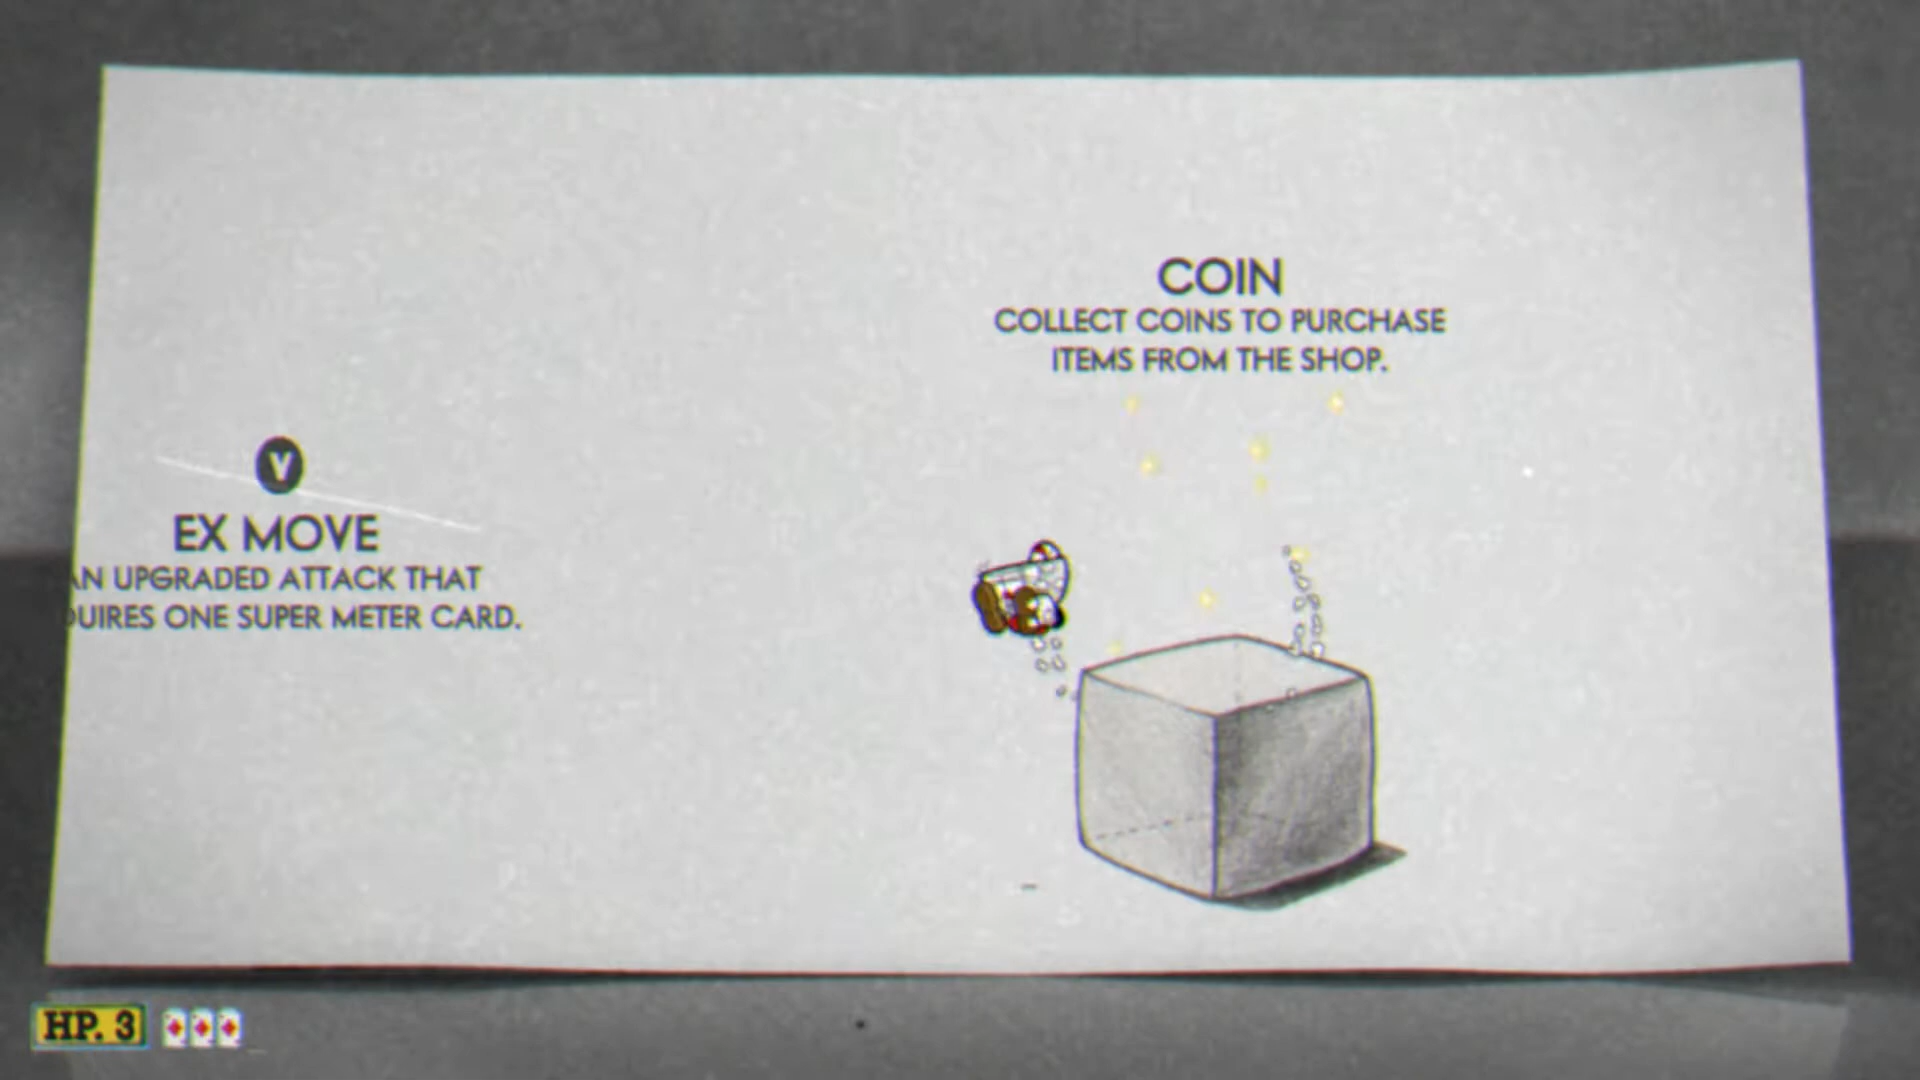 COIN
COLLECT COINS TO PURCHASE
ITEMS FROM THE SHOP.
Y
EX MOVE
AN UPGRADED ATTACK THAT
QUIRES ONE SUPER METER CARD.
HP. 3